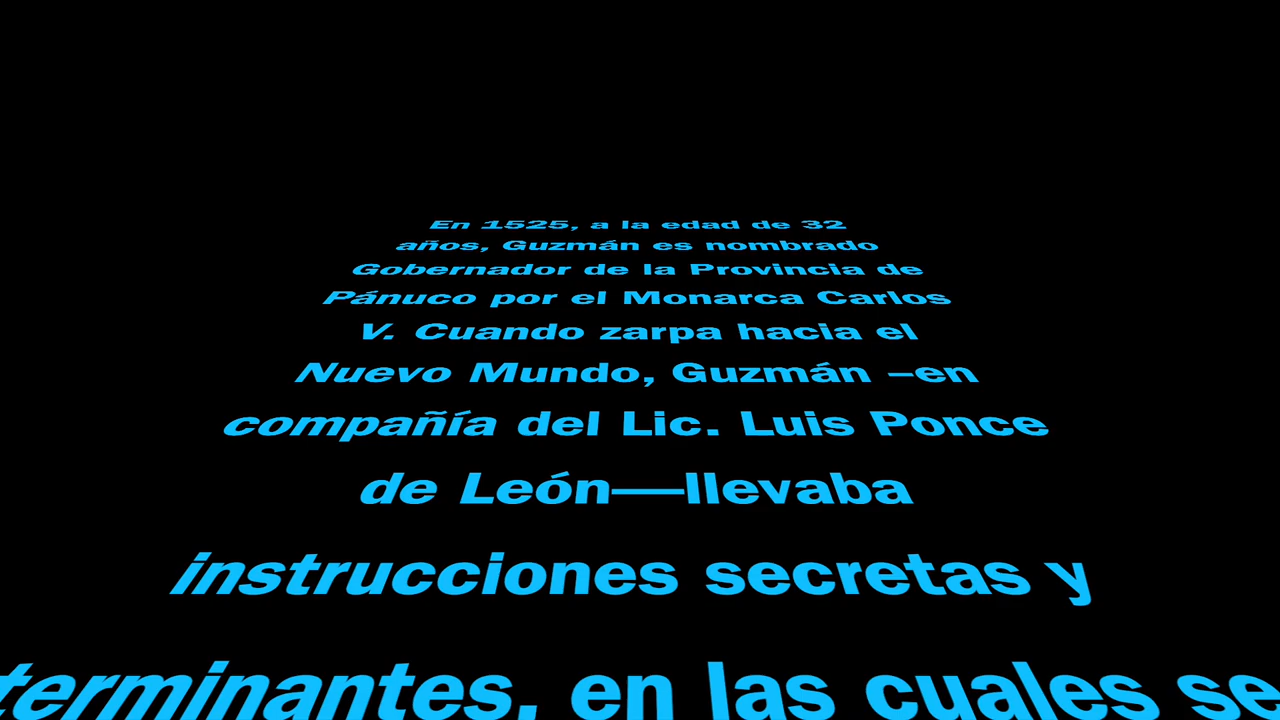 En 1525, a la edad de 32
años, Guzmán es nombrado
Gobernador de la Provincia de
Pánuco por el Monarca Carlos
V. Cuando zarpa hacia el
Nuevo Mundo, Guzmán –en
compañía del Lic. Luis Ponce
de León—llevaba
instrucciones secretas y
terminantes, en las cuales se